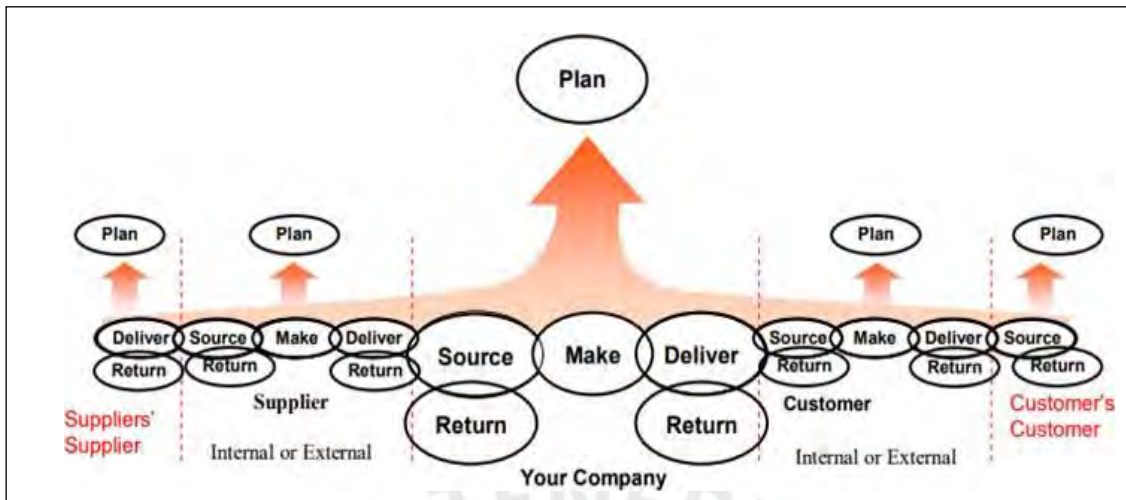 Plan
Plan
Plan
Plan
Plan
Deliver
Source
Make
Deliver
Source
Make
Deliver
Source
Make
Deliver
Source
Return
Return
Return
Return
Return
Return
Return
Return
Supplier
Customer
Suppliers'
Supplier
Customer's
Customer
Internal or External
Internal or External
Your Company